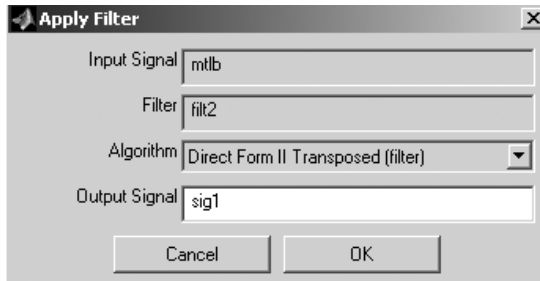 Apply Filter
Input Signal mtlb
Filter filt2
Algorithm Direct Form II Transposed (filter)
Output Signal sig1
Cancel OK